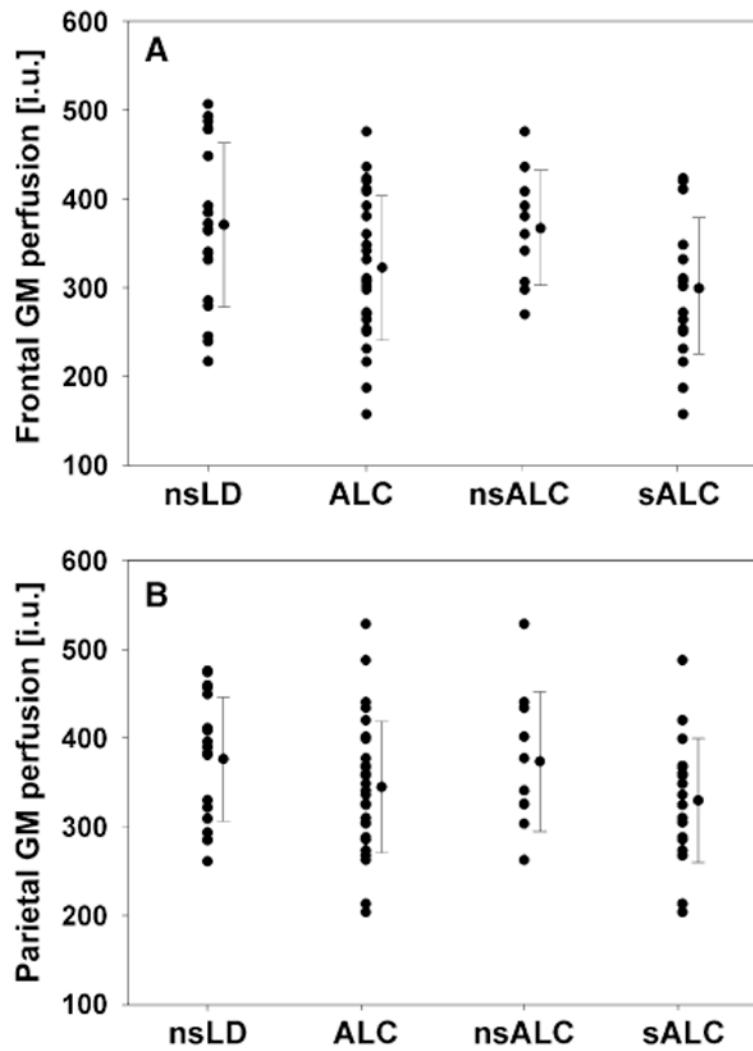 600
A
500
400
300
200
100
Frontal GM perfusion [i.u.]
nsLD ALC nsALC sALC
600
B
500
400
300
200
100
Parietal GM perfusion [i.u.]
nsLD ALC nsALC sALC